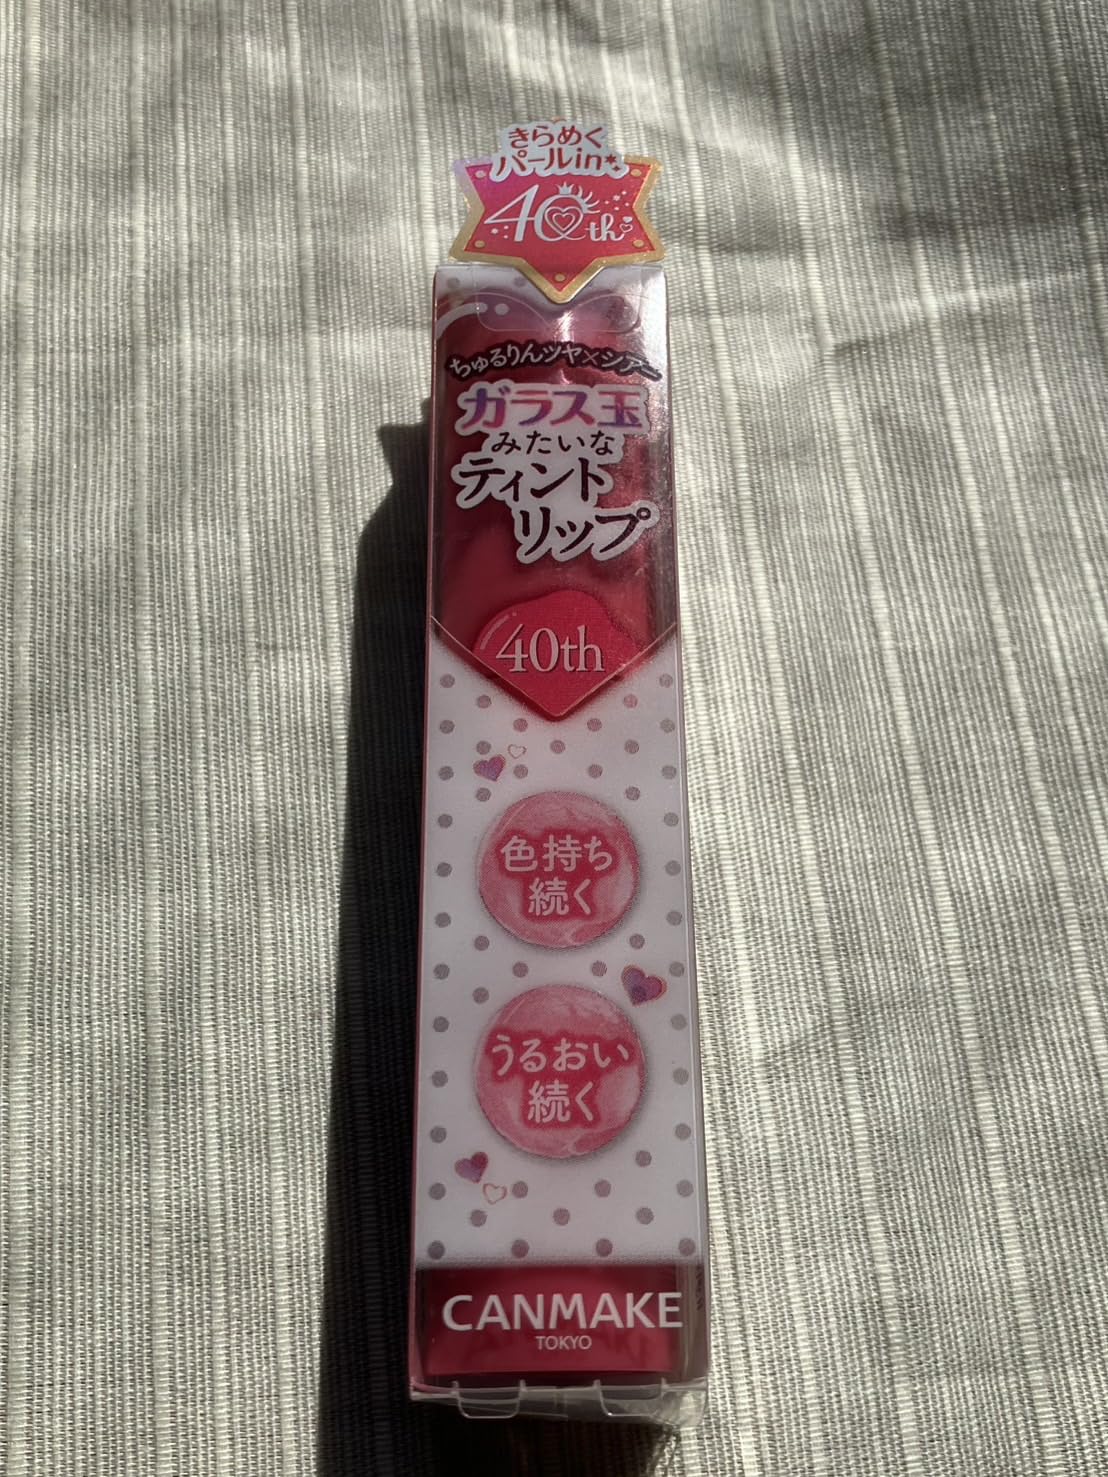 きらめく
パールin
40th
ちゅるりんツヤ×シアー
ガラス玉
みたいな
ティント
リップ
40th
色持ち
続く
うるおい
続く
CANMAKE
TOKYO